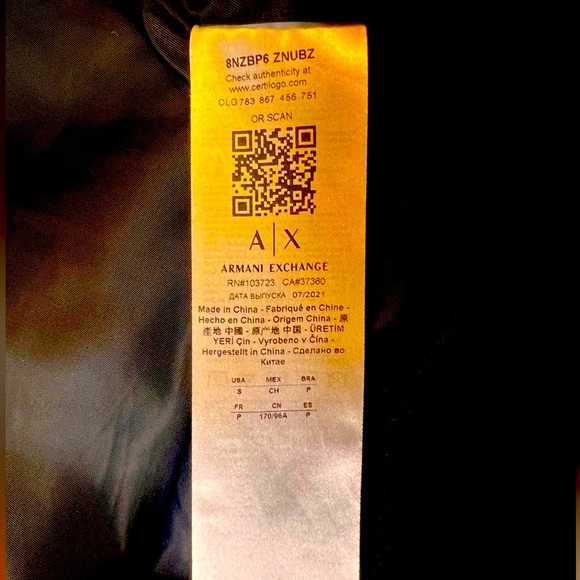 8NZBP6 ZNUBZ
Check authenticity at
www.certilogo.com
CLG 783 867 456 751
OR SCAN
A|X
ARMANI EXCHANGE
RN#103723 CA#37360
ДАТА ВЫПУСКА 07/2021
Made in China - Fabriqué en Chine -
Hecho en China - Origem China - 原
產地 中國 - 原产地 中国 - ÜRETİM
YERİ Çin - Vyrobeno v Čína -
Hergestellt in China - Сделано во
Китае
USA MEX BRA
S CH P
FR CN ES
P 170/96A P